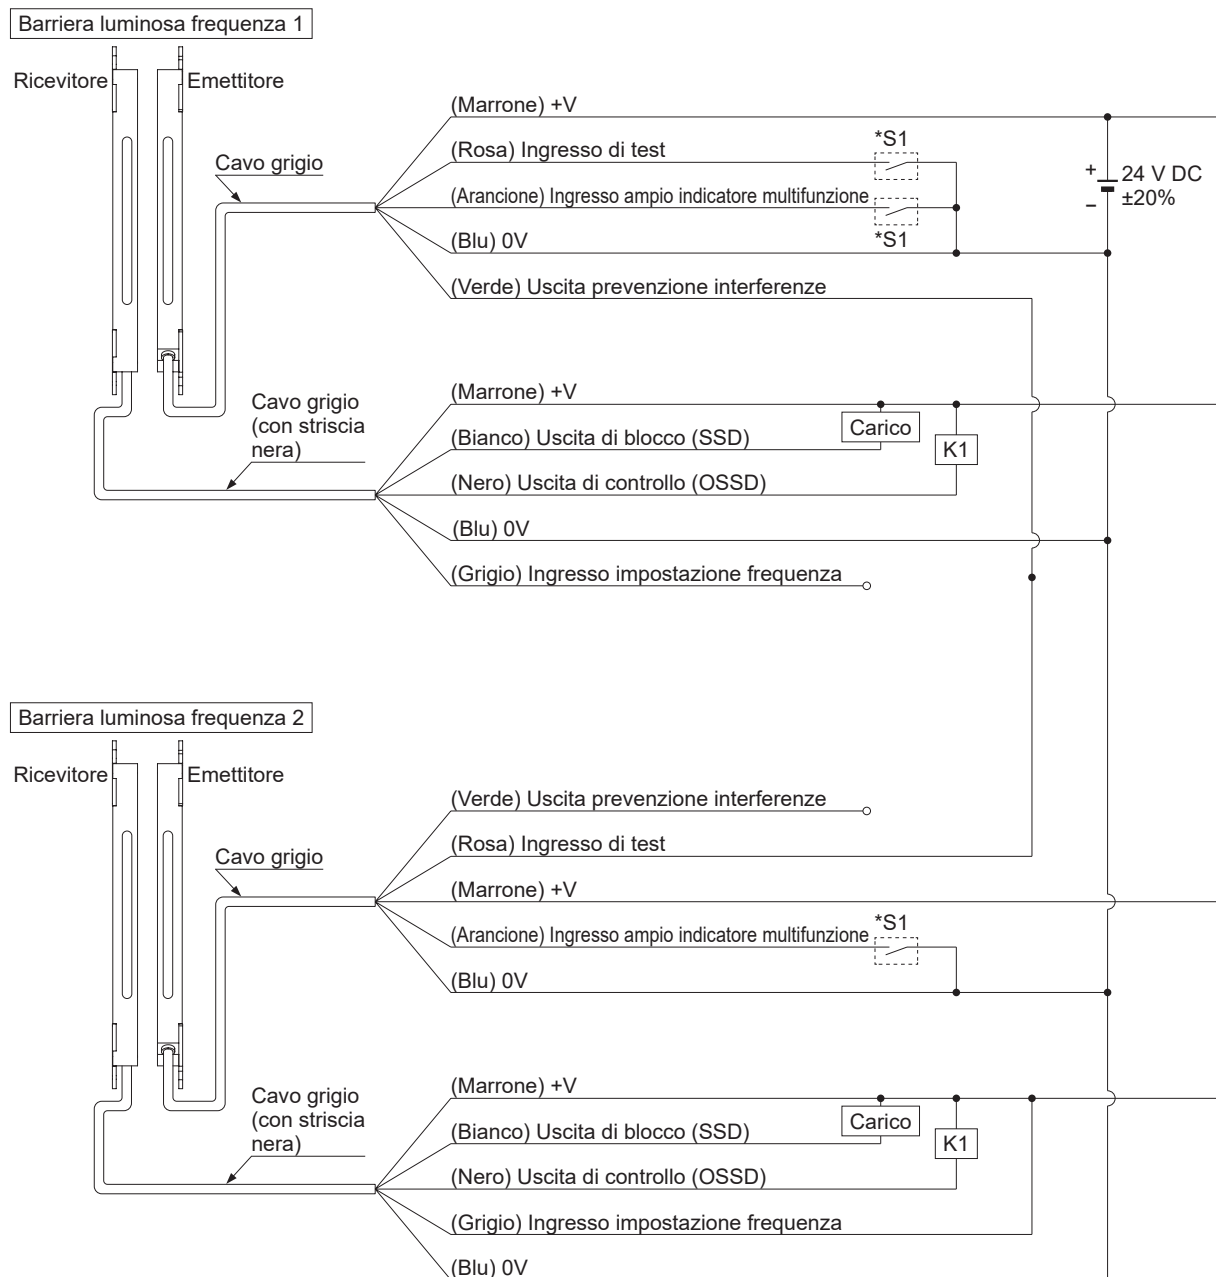 Barriera luminosa frequenza 1
Ricevitore
Emettitore
(Marrone) +V
*S1
Cavo grigio
(Rosa) Ingresso di test
+
24 V DC
±20%
−
(Arancione) Ingresso ampio indicatore multifunzione
*S1
(Blu) 0V
(Verde) Uscita prevenzione interferenze
Cavo grigio
(con striscia
nera)
(Marrone) +V
Carico
(Bianco) Uscita di blocco (SSD)
K1
(Nero) Uscita di controllo (OSSD)
(Blu) 0V
(Grigio) Ingresso impostazione frequenza
Barriera luminosa frequenza 2
Ricevitore
Emettitore
(Verde) Uscita prevenzione interferenze
Cavo grigio
(Rosa) Ingresso di test
(Marrone) +V
*S1
(Arancione) Ingresso ampio indicatore multifunzione
(Blu) 0V
Cavo grigio
(con striscia
nera)
(Marrone) +V
Carico
(Bianco) Uscita di blocco (SSD)
K1
(Nero) Uscita di controllo (OSSD)
(Grigio) Ingresso impostazione frequenza
(Blu) 0V